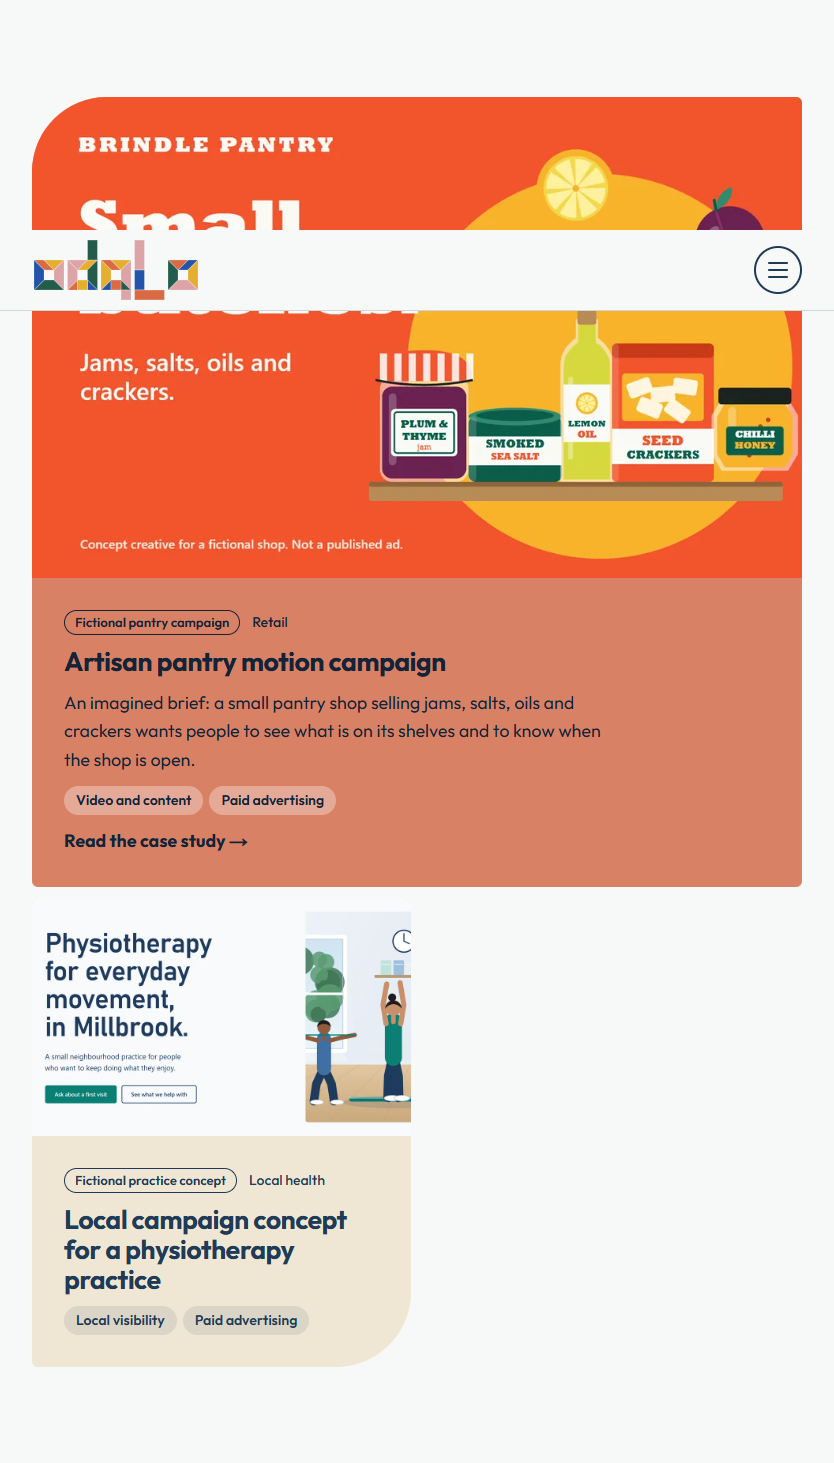 BRINDLE PANTRY
Small
Jams, salts, oils and
crackers.
PLUM &
THYME
jam
SMOKED
SEA SALT
LEMON
OIL
SEED
CRACKERS
CHILLI
HONEY
Concept creative for a fictional shop. Not a published ad.
Fictional pantry campaign
Retail
Artisan pantry motion campaign
An imagined brief: a small pantry shop selling jams, salts, oils and
crackers wants people to see what is on its shelves and to know when
the shop is open.
Video and content
Paid advertising
Read the case study →
Physiotherapy
for everyday
movement,
in Millbrook.
A small neighbourhood practice for people
who want to keep doing what they enjoy.
Ask about a first visit
See what we help with
Fictional practice concept
Local health
Local campaign concept
for a physiotherapy
practice
Local visibility
Paid advertising